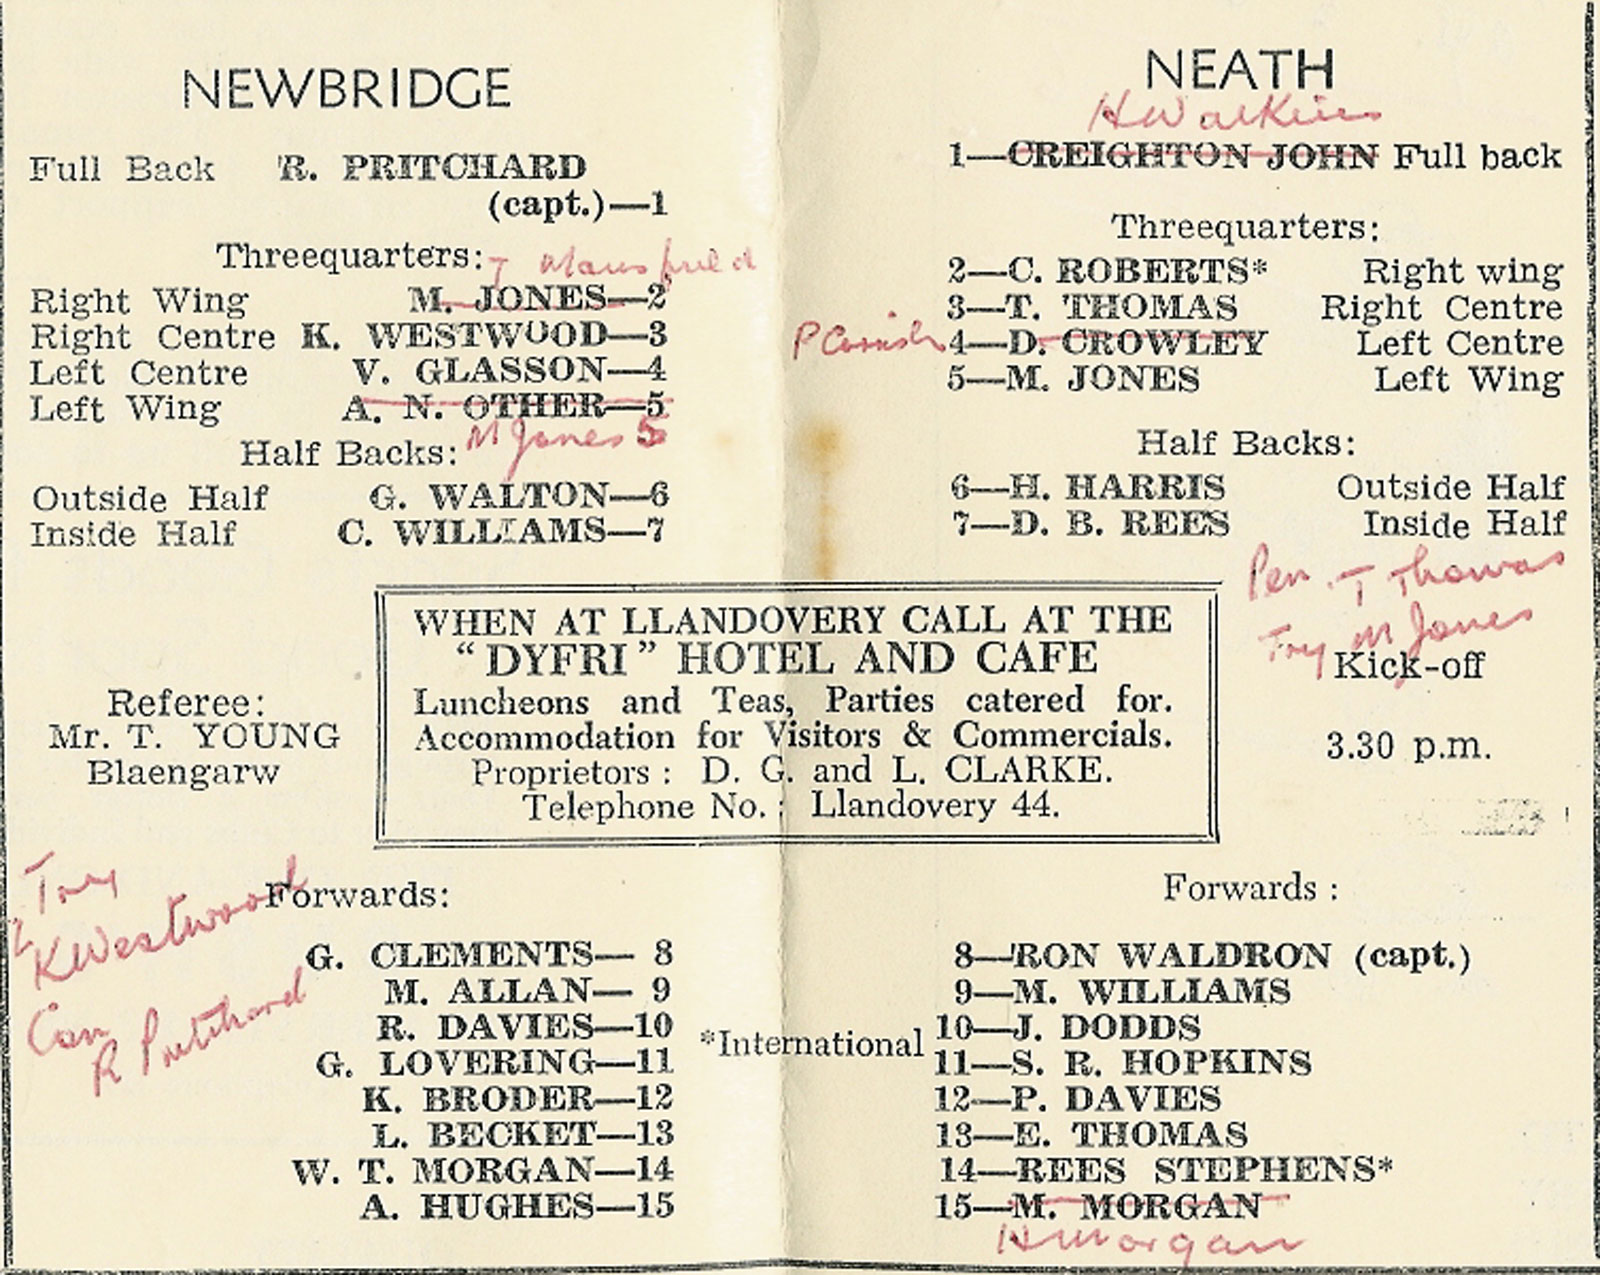 NEWBRIDGE
Full Back R. PRITCHARD
(capt.)—1
Threequarters: T Mansfield
Right Wing M. JONES—2
Right Centre K. WESTWOOD—3
Left Centre V. GLASSON—4
Left Wing A. N. OTHER—5
M Jones 5
Half Backs:
Outside Half G. WALTON—6
Inside Half C. WILLIAMS—7
NEATH
H Watkins
1—CREIGHTON JOHN Full back
Threequarters:
2—C. ROBERTS* Right wing
3—T. THOMAS Right Centre
P Cornish 4—D. CROWLEY Left Centre
5—M. JONES Left Wing
Half Backs:
6—H. HARRIS Outside Half
7—D. B. REES Inside Half
Pen. T Thomas
Try M Jones
WHEN AT LLANDOVERY CALL AT THE
“DYFRI” HOTEL AND CAFE
Luncheons and Teas, Parties catered for.
Accommodation for Visitors & Commercials.
Proprietors : D. G. and L. CLARKE.
Telephone No. : Llandovery 44.
Referee:
Mr. T. YOUNG
Blaengarw
Kick-off
3.30 p.m.
Try
2 K Westwood
Con
R Pritchard
Forwards:
G. CLEMENTS— 8
M. ALLAN— 9
R. DAVIES—10
G. LOVERING—11
K. BRODER—12
L. BECKET—13
W. T. MORGAN—14
A. HUGHES—15
*International
Forwards :
8—RON WALDRON (capt.)
9—M. WILLIAMS
10—J. DODDS
11—S. R. HOPKINS
12—P. DAVIES
13—E. THOMAS
14—REES STEPHENS*
15—M. MORGAN
H Morgan